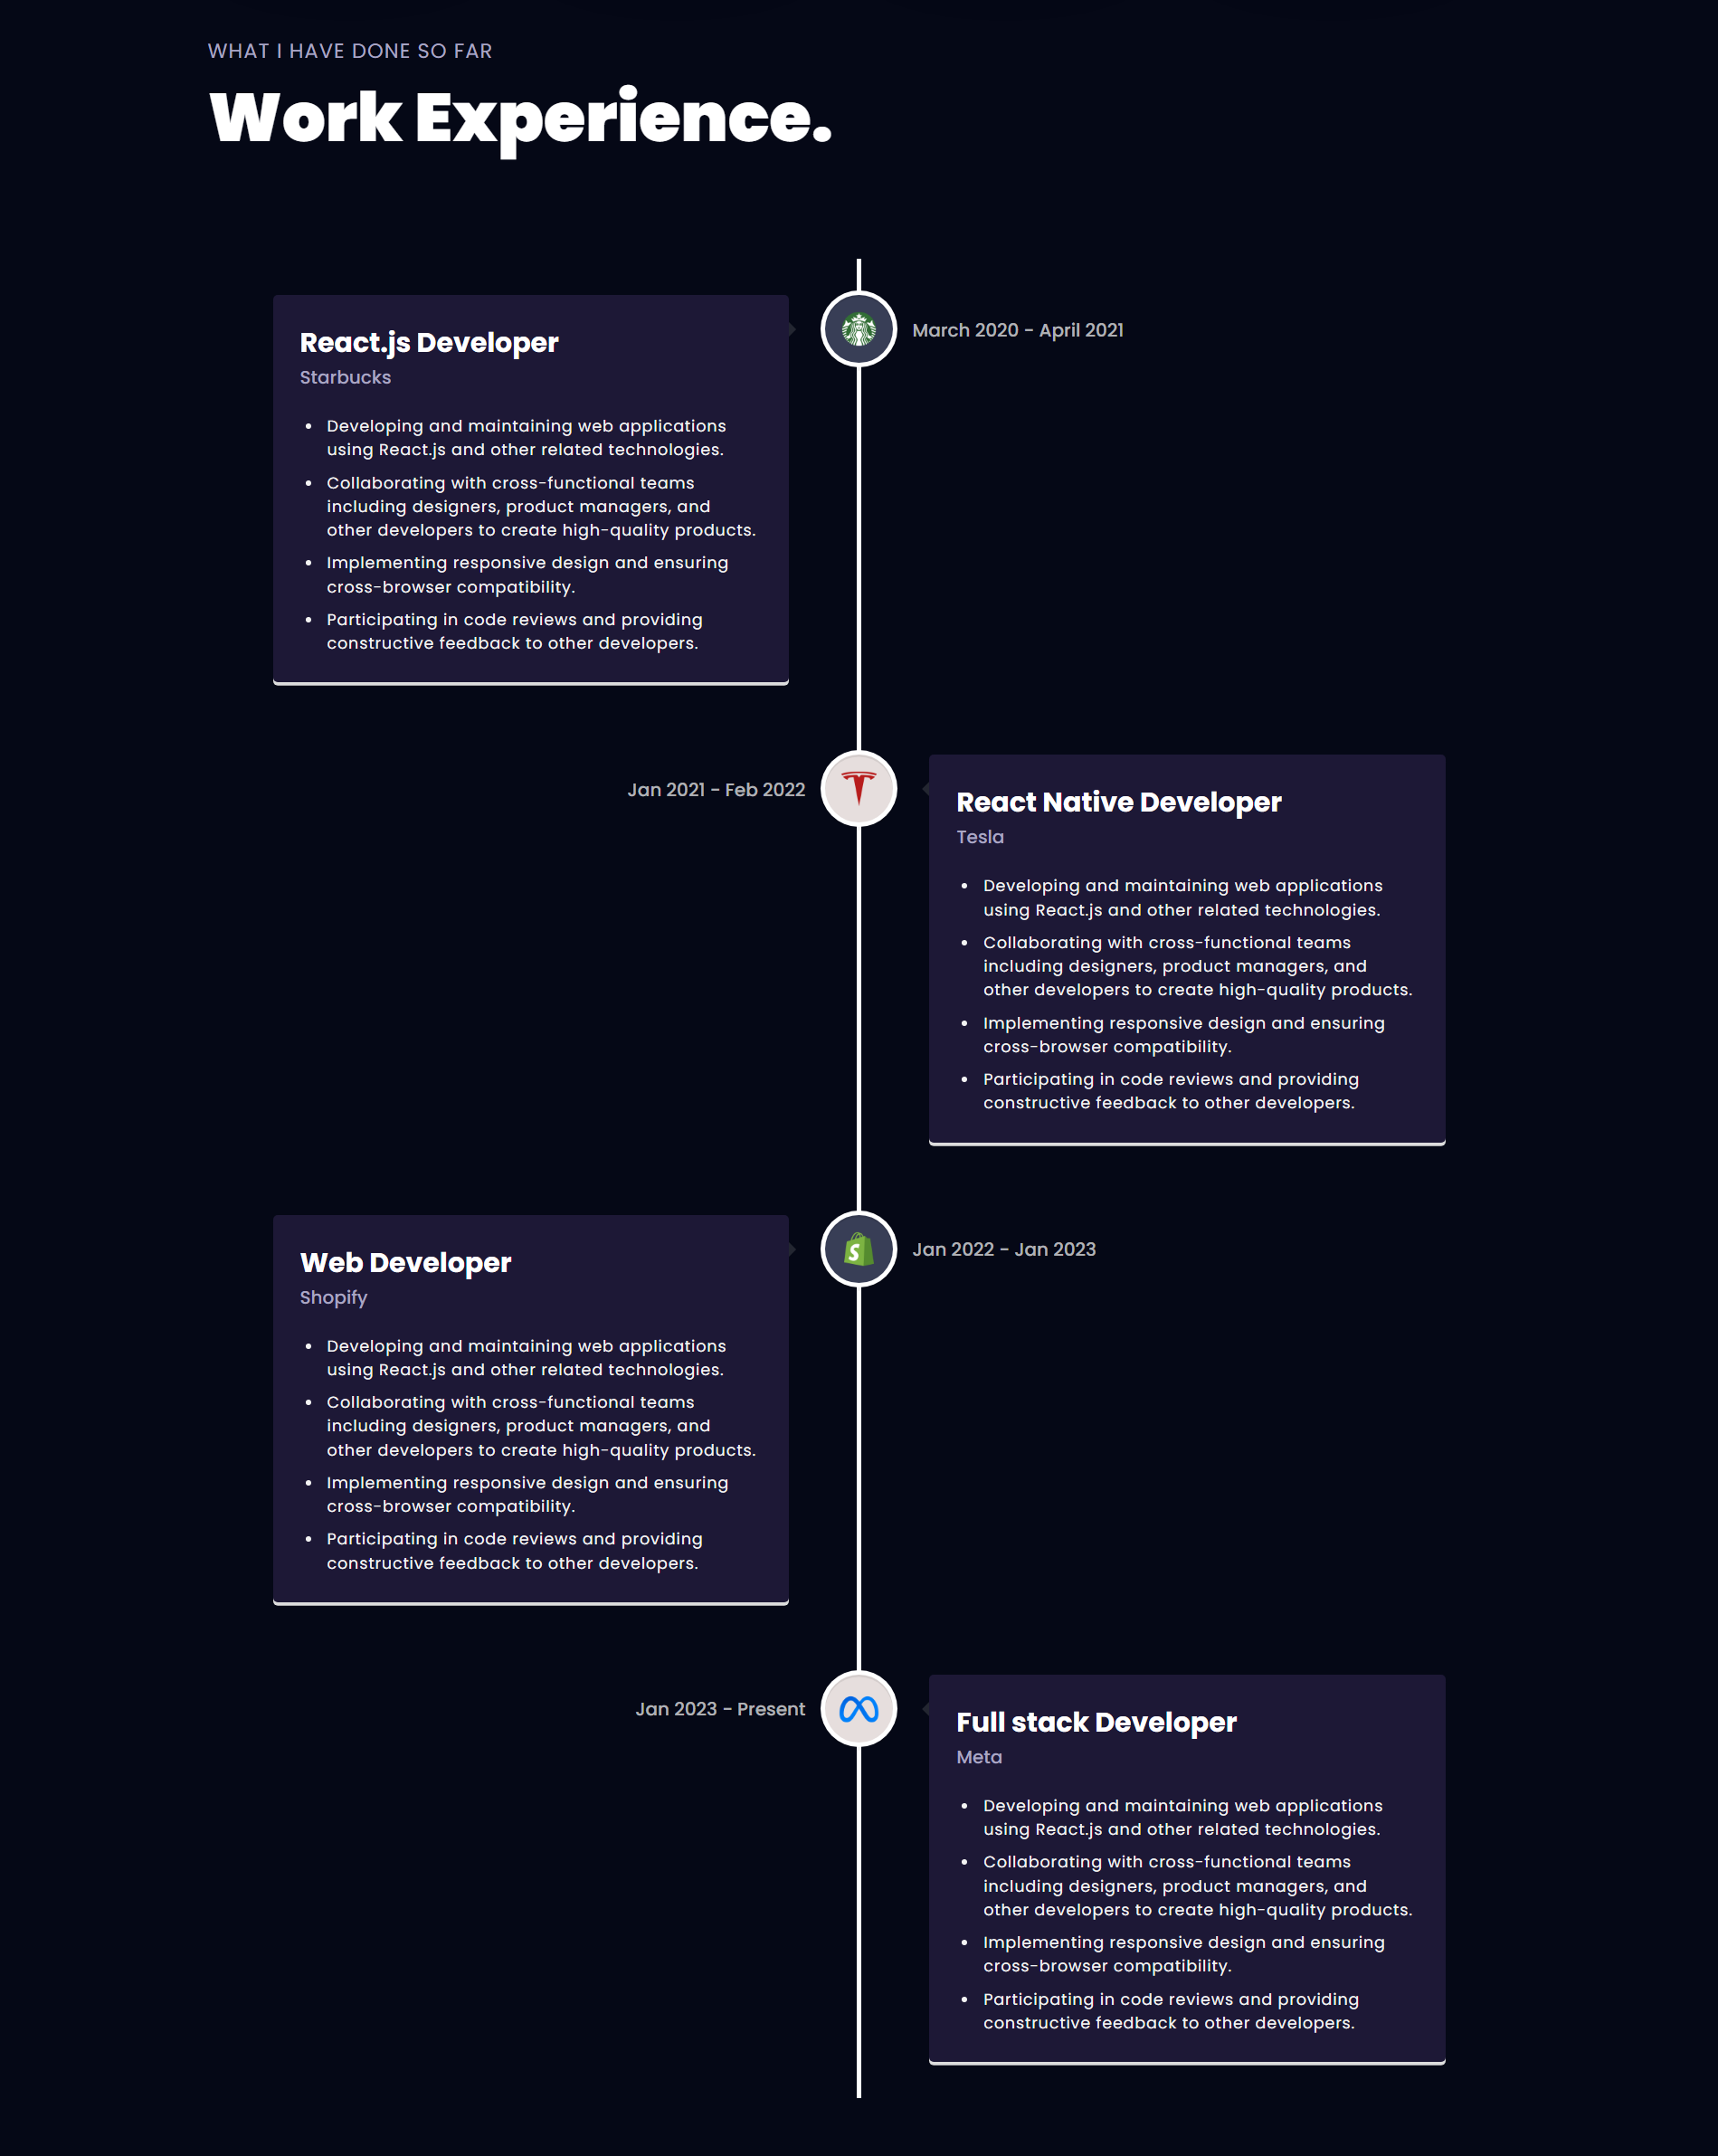 WHAT I HAVE DONE SO FAR
Work Experience.
React.js Developer
Starbucks
• Developing and maintaining web applications
using React.js and other related technologies.
• Collaborating with cross-functional teams
including designers, product managers, and
other developers to create high-quality products.
• Implementing responsive design and ensuring
cross-browser compatibility.
• Participating in code reviews and providing
constructive feedback to other developers.
March 2020 - April 2021
Jan 2021 - Feb 2022
React Native Developer
Tesla
• Developing and maintaining web applications
using React.js and other related technologies.
• Collaborating with cross-functional teams
including designers, product managers, and
other developers to create high-quality products.
• Implementing responsive design and ensuring
cross-browser compatibility.
• Participating in code reviews and providing
constructive feedback to other developers.
Web Developer
Shopify
• Developing and maintaining web applications
using React.js and other related technologies.
• Collaborating with cross-functional teams
including designers, product managers, and
other developers to create high-quality products.
• Implementing responsive design and ensuring
cross-browser compatibility.
• Participating in code reviews and providing
constructive feedback to other developers.
Jan 2022 - Jan 2023
Jan 2023 - Present
Full stack Developer
Meta
• Developing and maintaining web applications
using React.js and other related technologies.
• Collaborating with cross-functional teams
including designers, product managers, and
other developers to create high-quality products.
• Implementing responsive design and ensuring
cross-browser compatibility.
• Participating in code reviews and providing
constructive feedback to other developers.